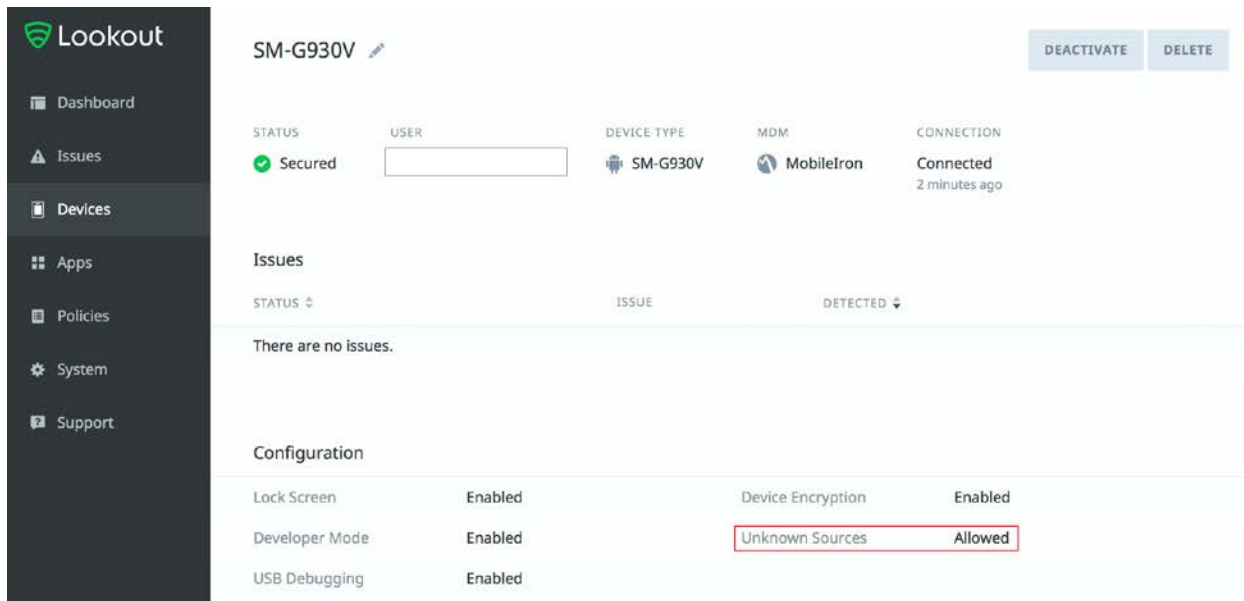 Lookout
Dashboard
Issues
Devices
Apps
Policies
System
Support
SM-G930V
DEACTIVATE DELETE
STATUS USER DEVICE TYPE MDM CONNECTION
Secured SM-G930V MobileIron Connected
2 minutes ago
Issues
STATUS ISSUE DETECTED
There are no issues.
Configuration
Lock Screen Enabled Device Encryption Enabled
Developer Mode Enabled Unknown Sources Allowed
USB Debugging Enabled